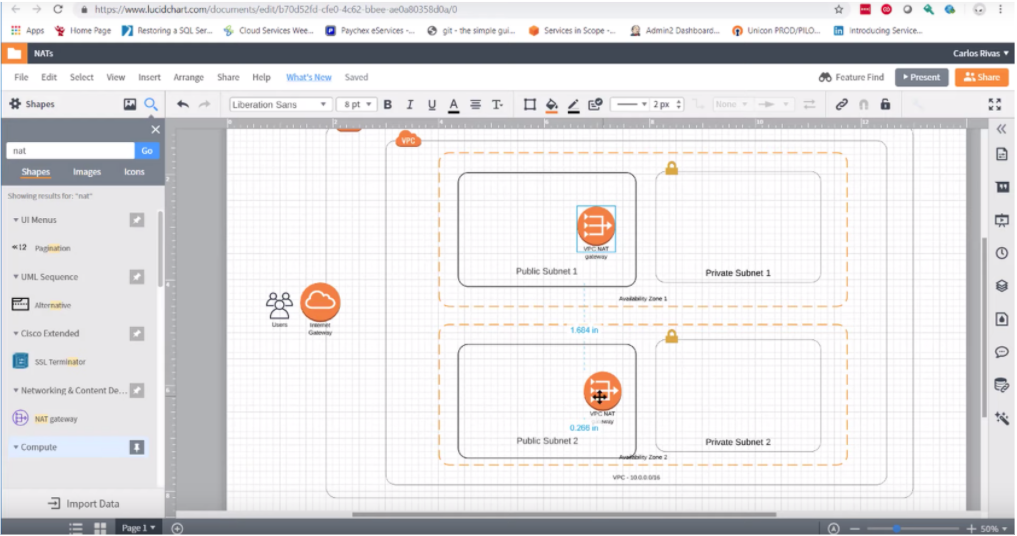 https://www.lucidchart.com/documents/edit/b70d52fd-cfe0-4c62-bbee-ae0a80358d0a/0
Apps Home Page Restoring a SQL Ser... Cloud Services Wee... Paychex eServices -... git - the simple gui... Services in Scope -... Admin2 Dashboard... Unicon PROD/PILO... Introducing Service...
NATs Carlos Rivas
File Edit Select View Insert Arrange Share Help What's New Saved Feature Find Present Share
Shapes Liberation Sans 8 pt B I U A T 2 px None
nat Go
Shapes Images Icons
Showing results for: "nat"
UI Menus
«12 Pagination
UML Sequence
Alternative
Cisco Extended
SSL Terminator
Networking & Content De...
NAT gateway
Compute
Import Data
VPC
VPC NAT
gateway
Public Subnet 1
Private Subnet 1
Availability Zone 1
Users
Internet
Gateway
1.604 in
VPC NAT
0.266 in
Public Subnet 2
Private Subnet 2
Availability Zone 2
VPC - 10.0.0.0/16
Page 1
50%